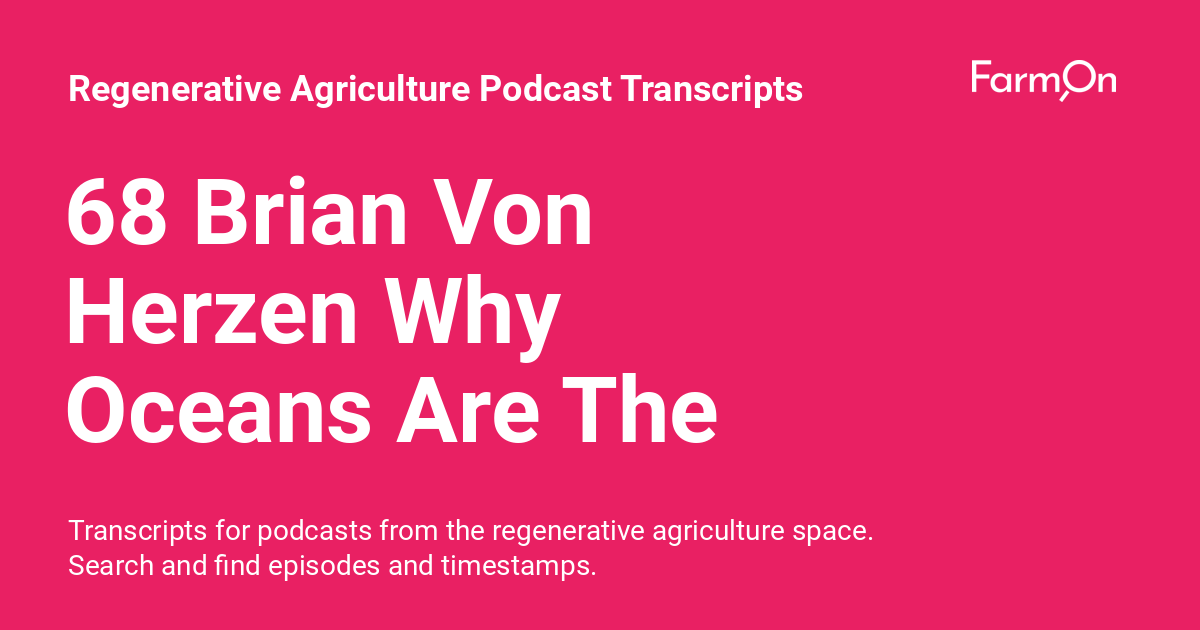 Regenerative Agriculture Podcast Transcripts
FarmOn
68 Brian Von
Herzen Why
Oceans Are The
Transcripts for podcasts from the regenerative agriculture space.
Search and find episodes and timestamps.